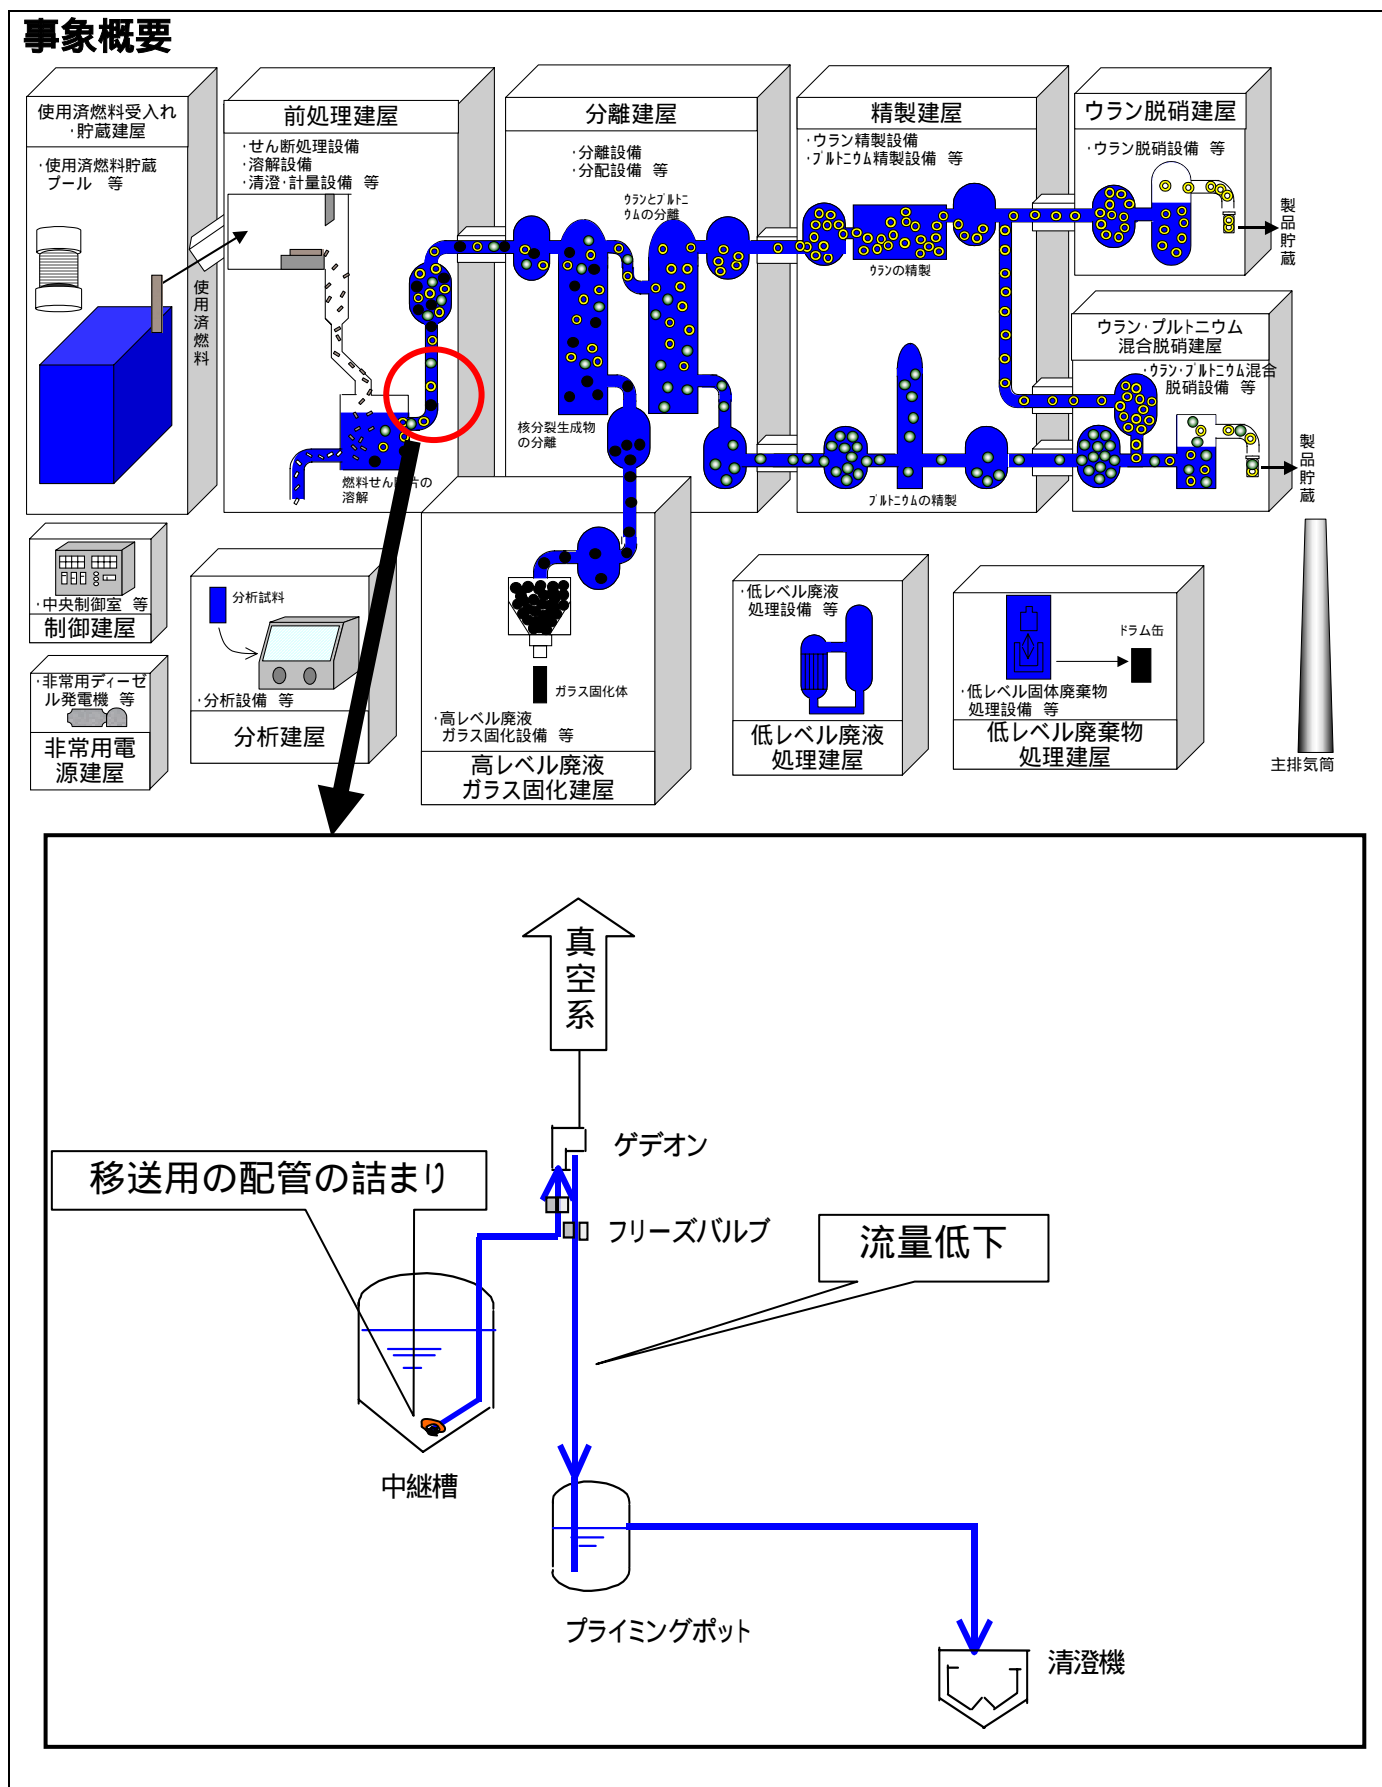 事象概要
使用済燃料受入れ
・貯蔵建屋
・使用済燃料貯蔵
プール 等
使用済燃料
前処理建屋
・せん断処理設備
・溶解設備
・清澄・計量設備 等
燃料せん断片の
溶解
分離建屋
・分離設備
・分配設備 等
ウランとプルトニ
ウムの分離
核分裂生成物
の分離
精製建屋
・ウラン精製設備
・プルトニウム精製設備 等
ウランの精製
プルトニウムの精製
ウラン脱硝建屋
・ウラン脱硝設備 等
製品貯蔵
ウラン・プルトニウム
混合脱硝建屋
・ウラン・プルトニウム混合
脱硝設備 等
製品貯蔵
・中央制御室 等
制御建屋
・非常用ディーゼ
ル発電機 等
非常用電
源建屋
分析試料
・分析設備 等
分析建屋
ガラス固化体
・高レベル廃液
ガラス固化設備 等
高レベル廃液
ガラス固化建屋
・低レベル廃液
処理設備 等
低レベル廃液
処理建屋
ドラム缶
・低レベル固体廃棄物
処理設備 等
低レベル廃棄物
処理建屋
主排気筒
真空系
ゲデオン
移送用の配管の詰まり
フリーズバルブ
流量低下
中継槽
プライミングポット
清澄機